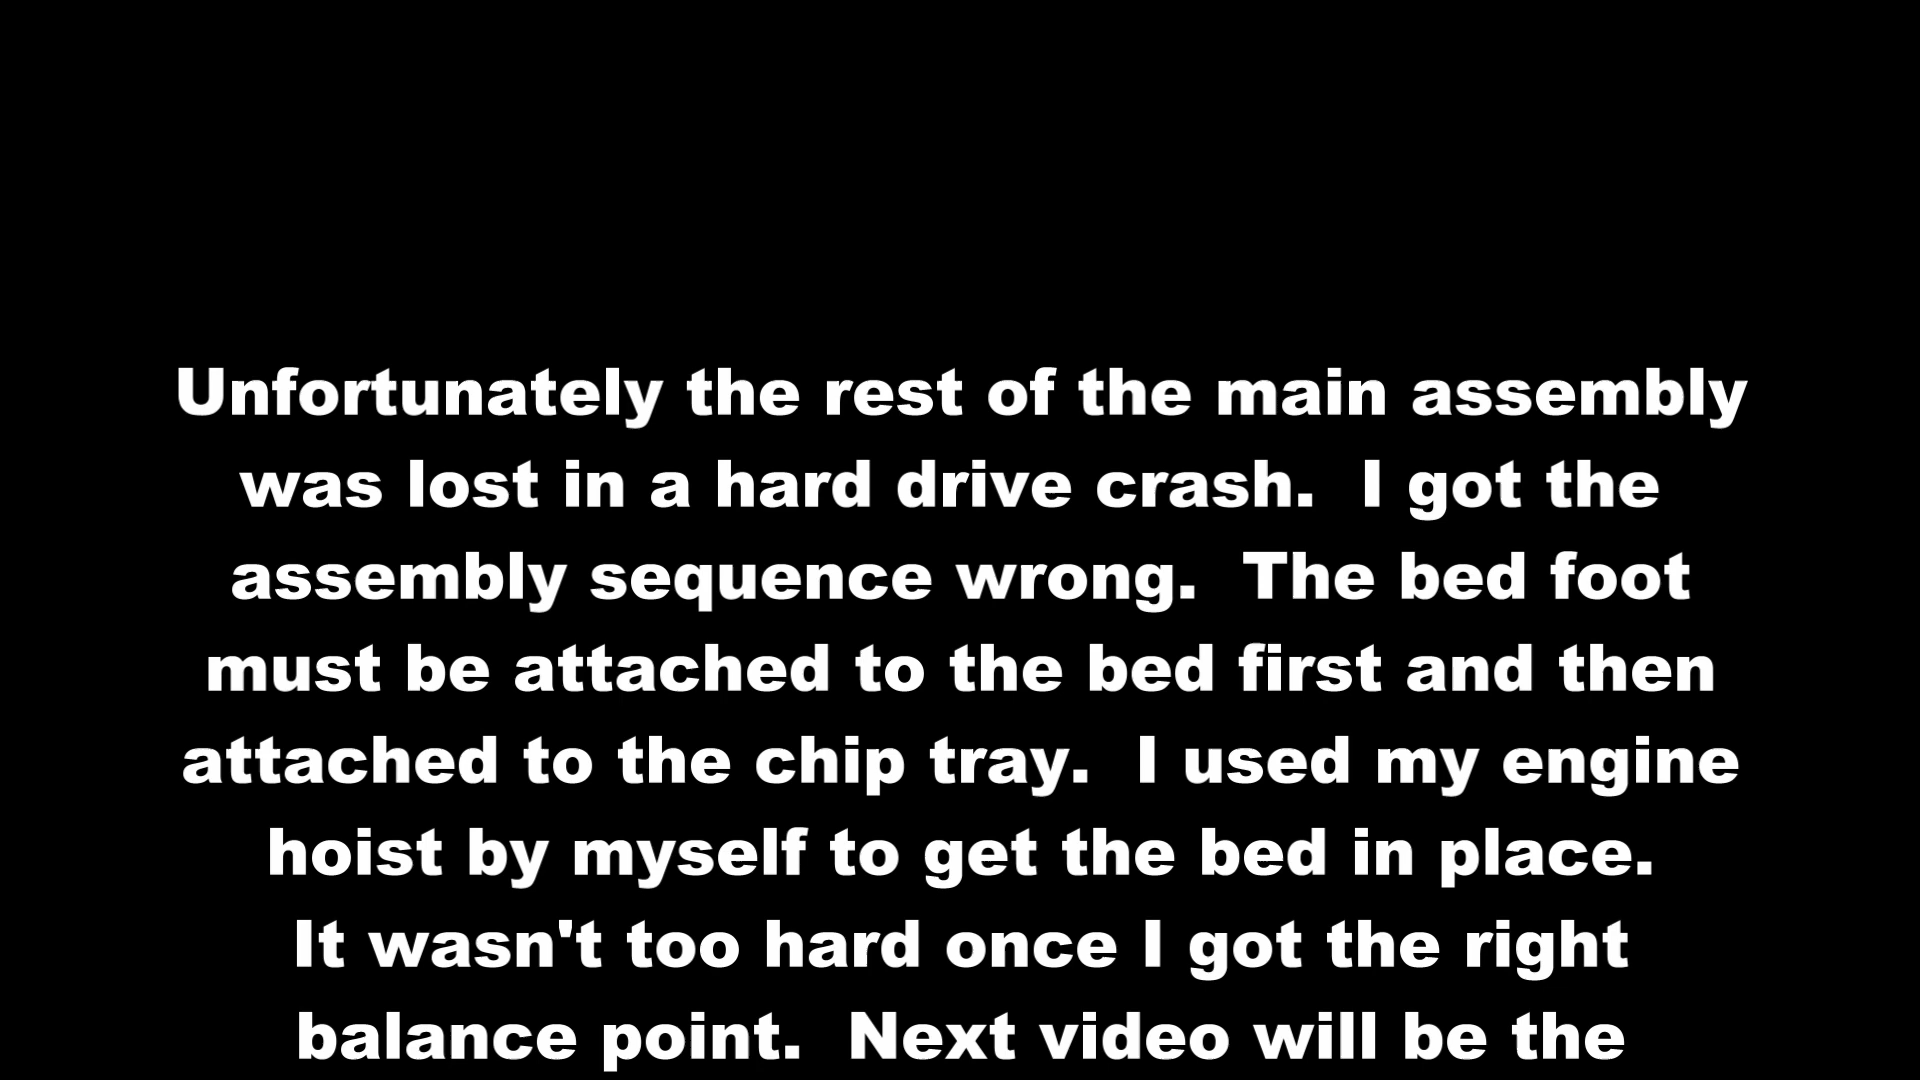 Unfortunately the rest of the main assembly
was lost in a hard drive crash.  I got the
assembly sequence wrong.  The bed foot
must be attached to the bed first and then
attached to the chip tray.  I used my engine
hoist by myself to get the bed in place.
It wasn't too hard once I got the right
balance point.  Next video will be the